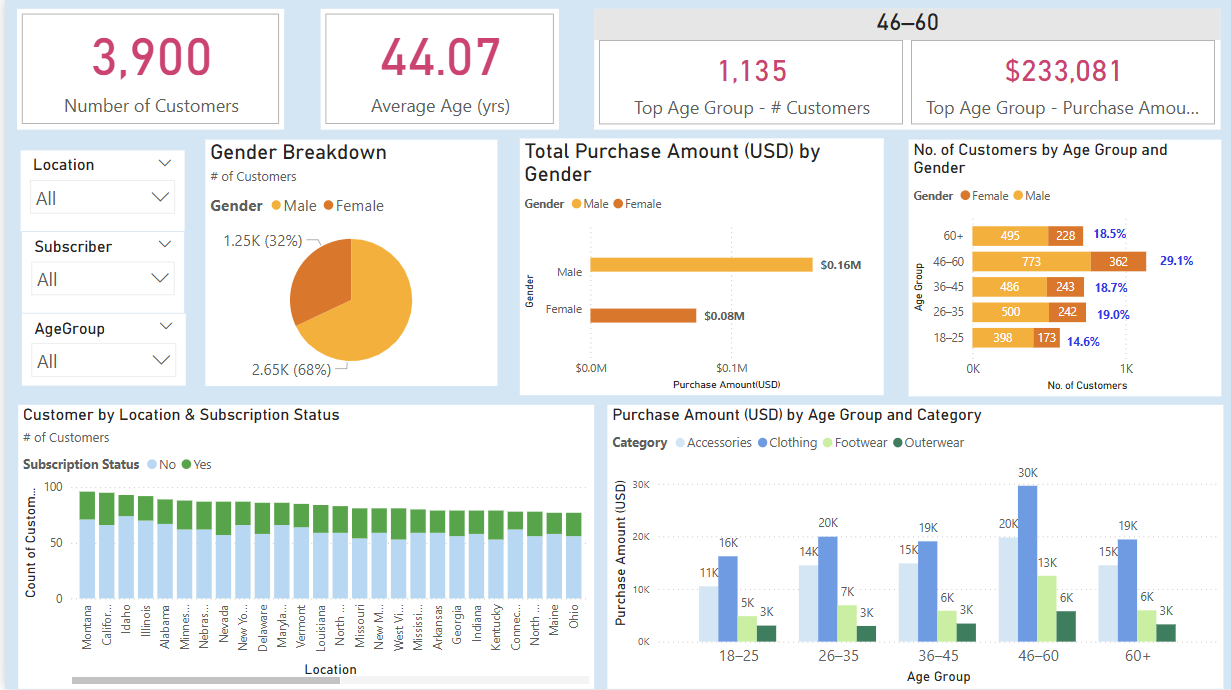 3,900
Number of Customers
44.07
Average Age (yrs)
46–60
1,135
Top Age Group - # Customers
$233,081
Top Age Group - Purchase Amou...
Location
All
Subscriber
All
AgeGroup
All
Gender Breakdown
# of Customers
Gender Male Female
1.25K (32%)
2.65K (68%)
Total Purchase Amount (USD) by
Gender
Gender Male Female
Gender
Male
$0.16M
Female
$0.08M
$0.0M
$0.1M
Purchase Amount(USD)
No. of Customers by Age Group and
Gender
Gender Female Male
Age Group
60+ 495 228 18.5%
46–60 773 362 29.1%
36–45 486 243 18.7%
26–35 500 242 19.0%
18–25 398 173 14.6%
0K 1K
No. of Customers
Customer by Location & Subscription Status
# of Customers
Subscription Status No Yes
Count of Custom...
100
50
0
Montana
Califor...
Idaho
Illinois
Alabama
Minnes...
Nebras...
Nevada
New Yo...
Delaware
Maryla...
Vermont
Louisiana
North ...
Missouri
New M...
West Vi...
Mississi...
Arkansas
Georgia
Indiana
Kentucky
Connec...
North ...
Maine
Ohio
Location
Purchase Amount (USD) by Age Group and Category
Category Accessories Clothing Footwear Outerwear
Purchase Amount (USD)
30K
20K
10K
0K
11K 16K 5K 3K
14K 20K 7K 3K
15K 19K 6K 3K
20K 30K 13K 6K
15K 19K 6K 3K
18–25 26–35 36–45 46–60 60+
Age Group